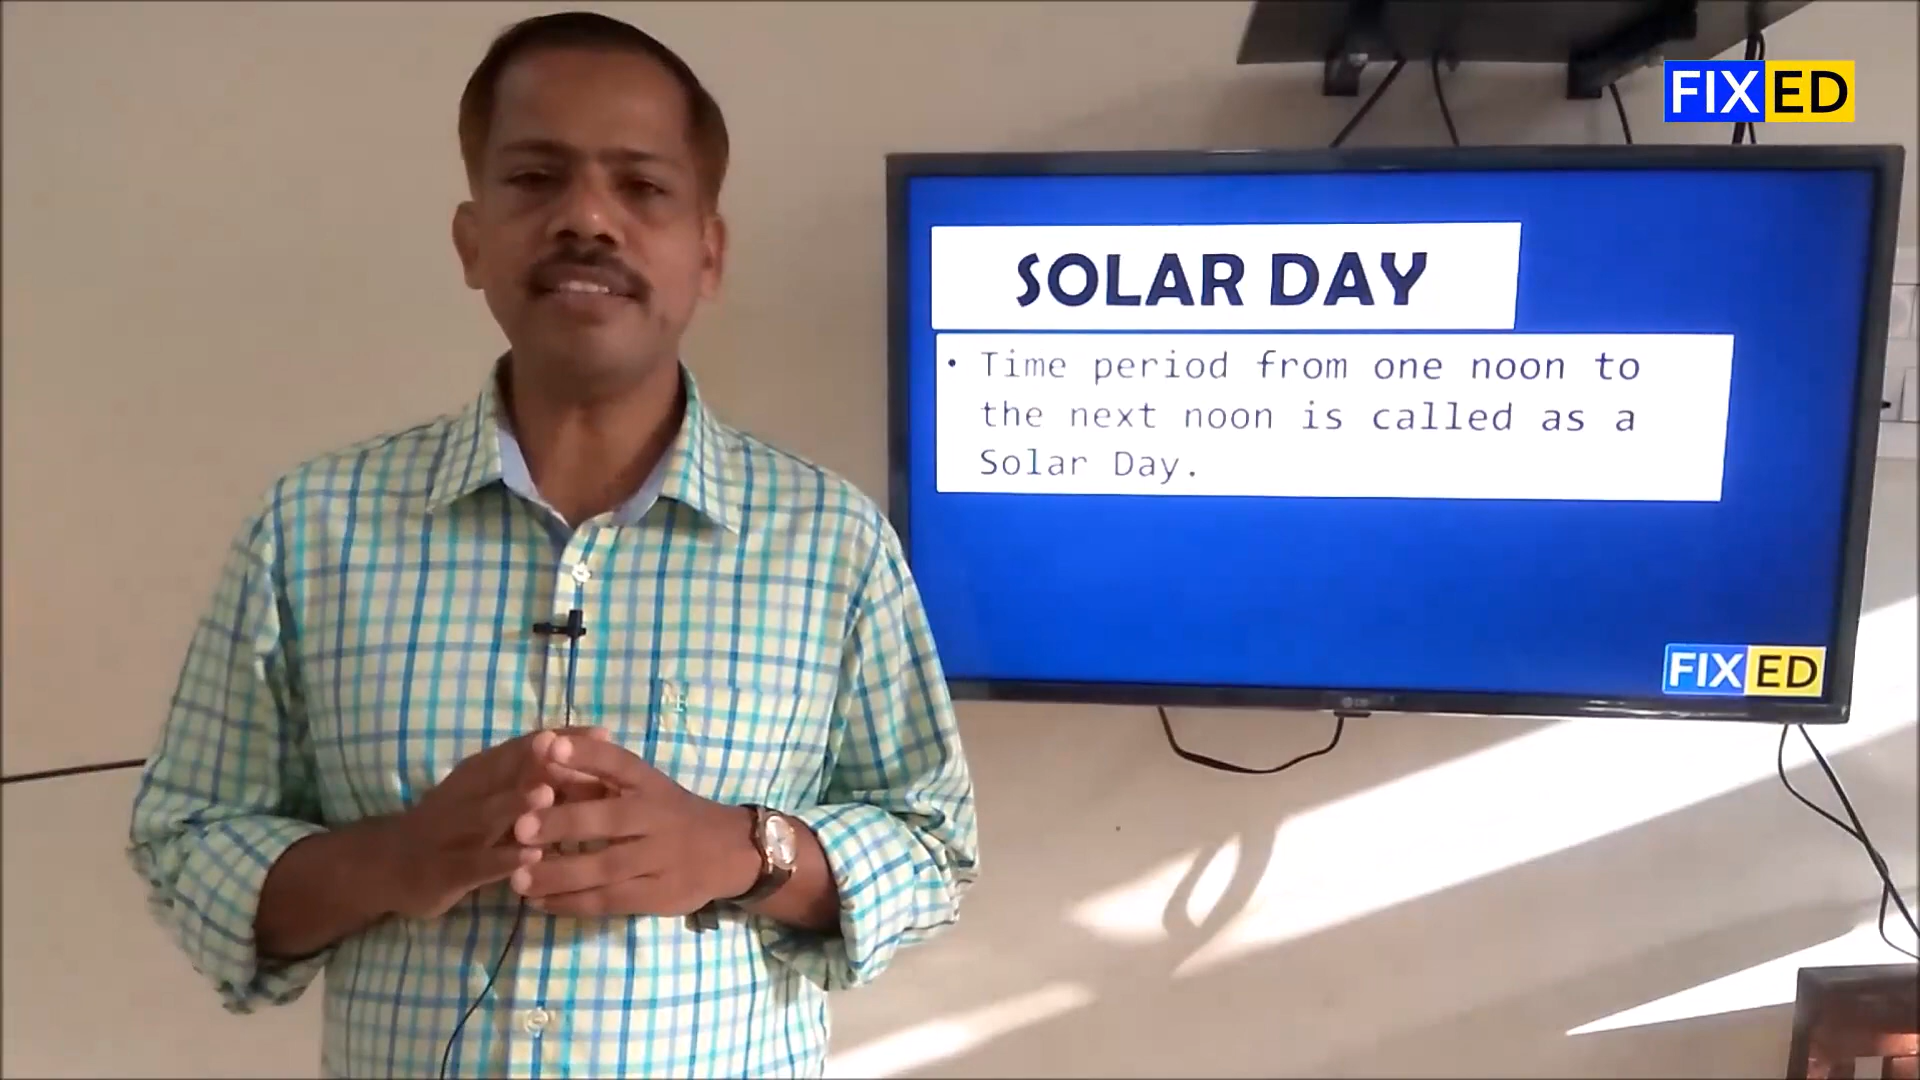 FIXED
SOLAR DAY
• Time period from one noon to
the next noon is called as a
Solar Day.
FIXED